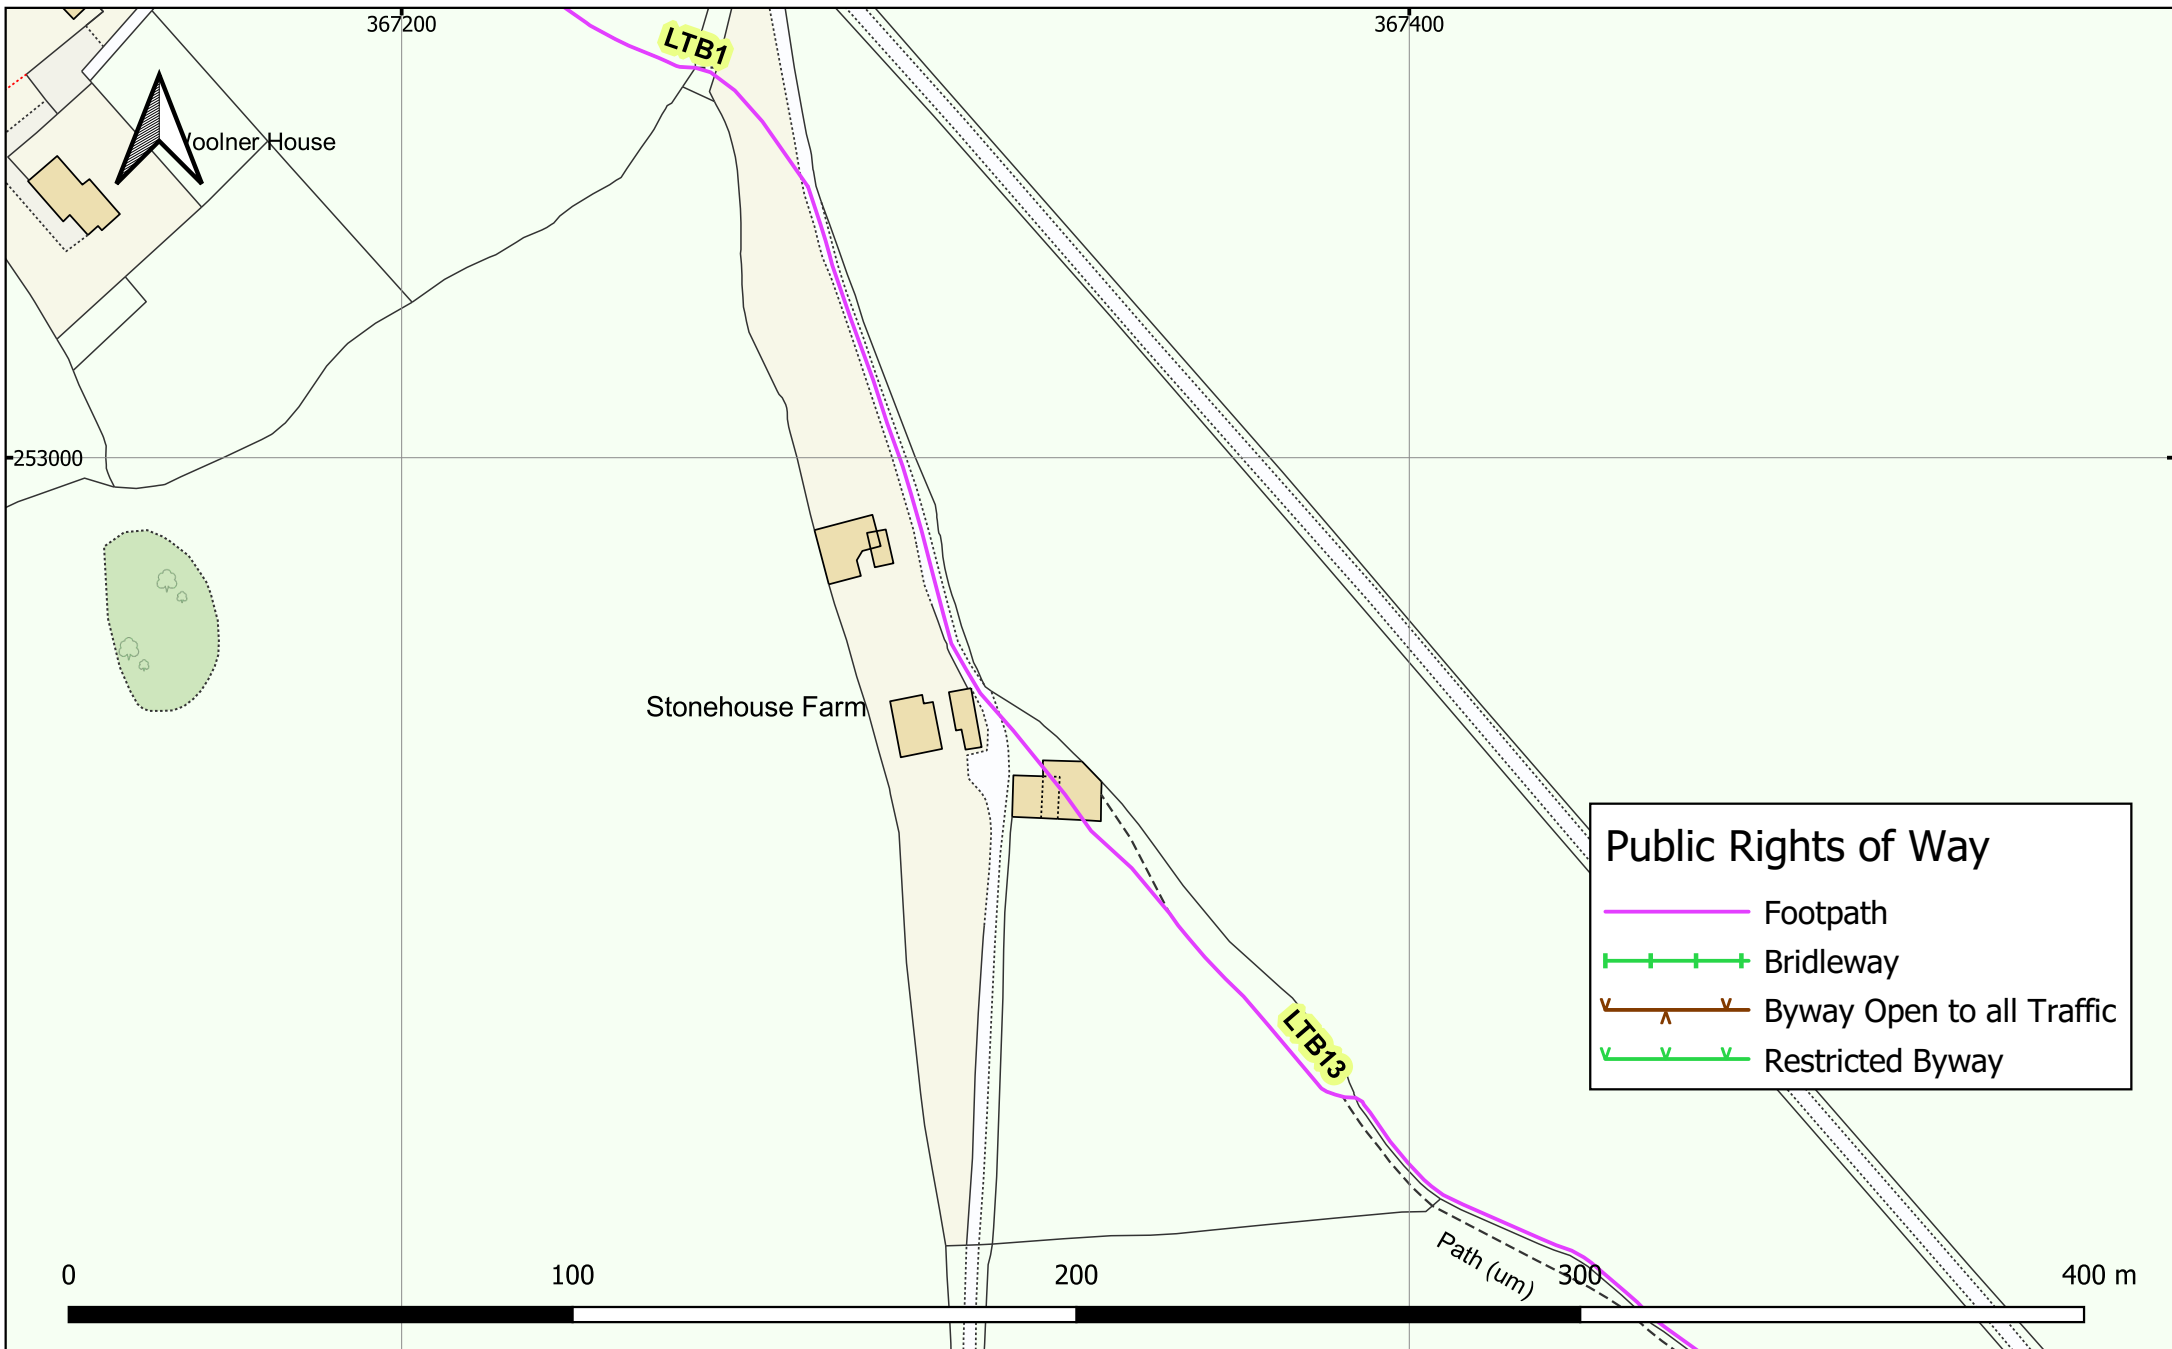 367200
367400
LTB1
oolner House
253000
Stonehouse Farm
Public Rights of Way
Footpath
Bridleway
Byway Open to all Traffic
Restricted Byway
LTB13
Path (um)
0 100 200 300 400 m